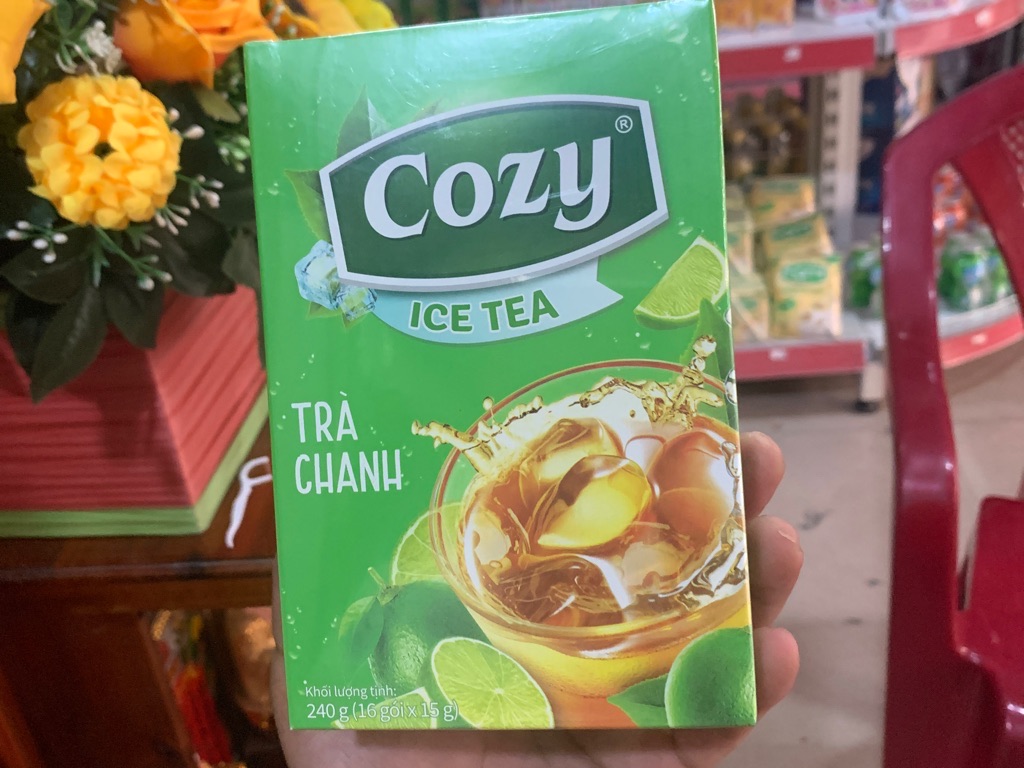 Cozy®
ICE TEA
TRÀ
CHANH
Khối lượng tịnh:
240 g (16 gói x 15 g)